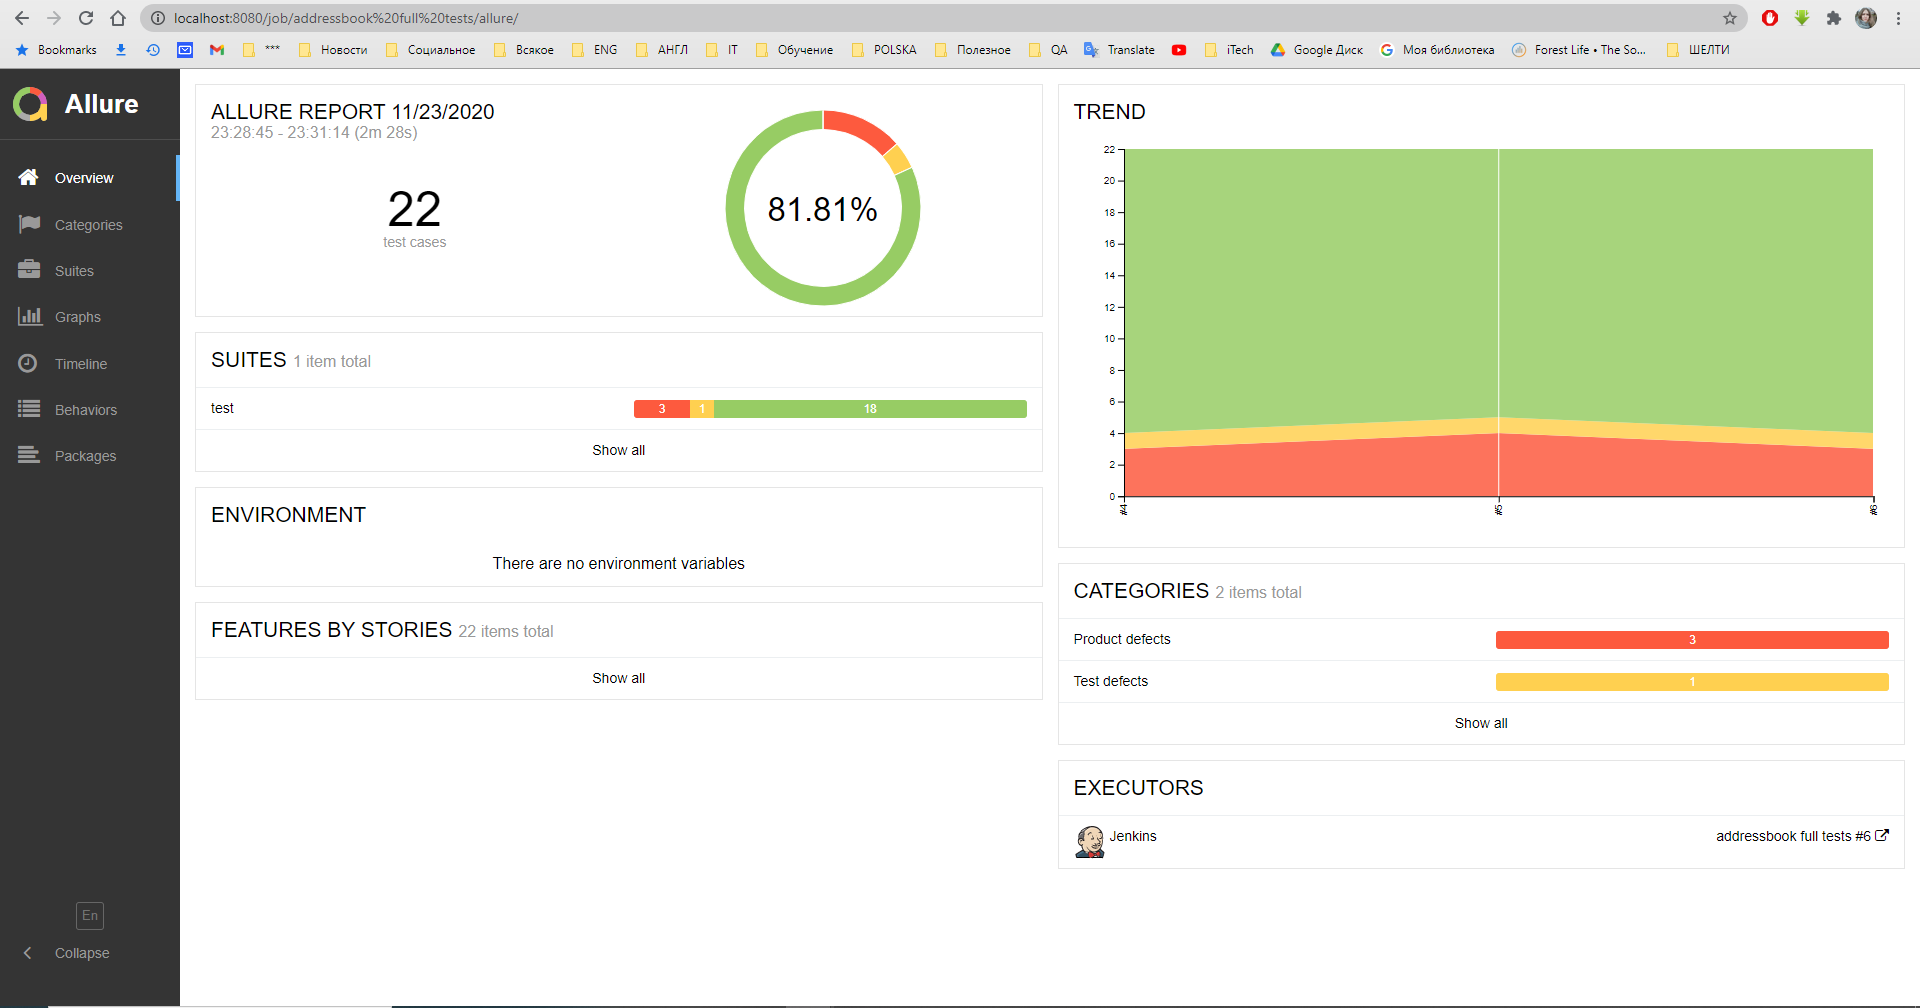 localhost:8080/job/addressbook%20full%20tests/allure/
Bookmarks *** Новости Социальное Всякое ENG АНГЛ IT Обучение POLSKA Полезное QA Translate iTech Google Диск Моя библиотека Forest Life • The So... ШЕЛТИ
Allure
Overview
Categories
Suites
Graphs
Timeline
Behaviors
Packages
En
Collapse
ALLURE REPORT 11/23/2020
23:28:45 - 23:31:14 (2m 28s)
22
test cases
81.81%
SUITES 1 item total
test 3 1 18
Show all
ENVIRONMENT
There are no environment variables
FEATURES BY STORIES 22 items total
Show all
TREND
22
20
18
16
14
12
10
8
6
4
2
0
#4 #5 #6
CATEGORIES 2 items total
Product defects 3
Test defects 1
Show all
EXECUTORS
Jenkins addressbook full tests #6